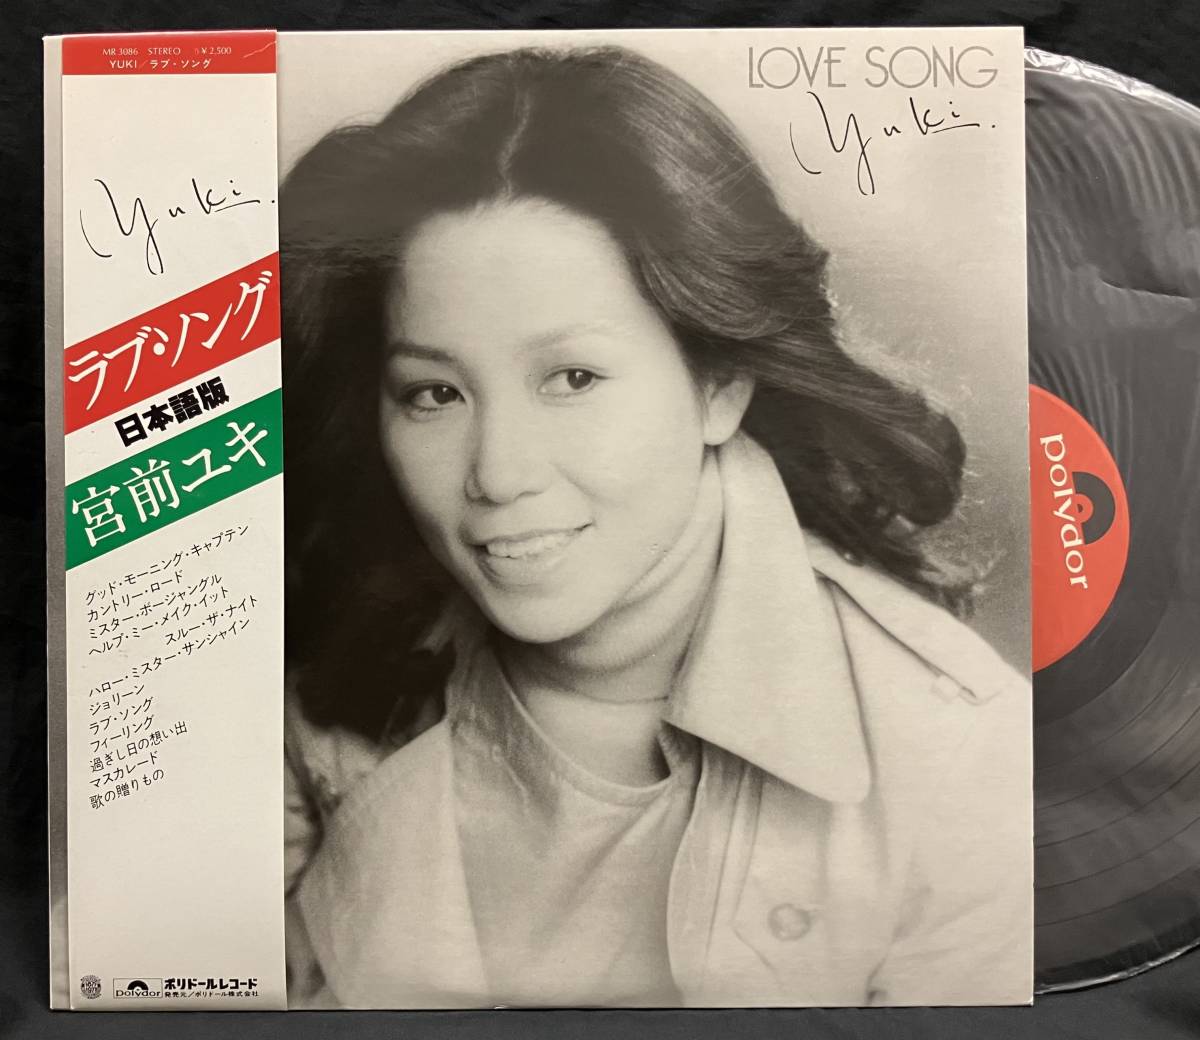 MR 3086 STEREO ¥2,500
YUKI/ラブ・ソング
Yuki.
ラブ・ソング
日本語版
宮前ユキ
グッド・モーニング・キャプテン
カントリー・ロード
ミスター・ボージャングル
ヘルプ・ミー・メイク・イット
スルー・ザ・ナイト
ハロー・ミスター・サンシャイン
ジョリーン
ラブ・ソング
フィーリング
過ぎし日の想い出
マスカレード
歌の贈りもの
polydor
ポリドールレコード
発売元/ポリドール株式会社
LOVE SONG
Yuki.
polydor